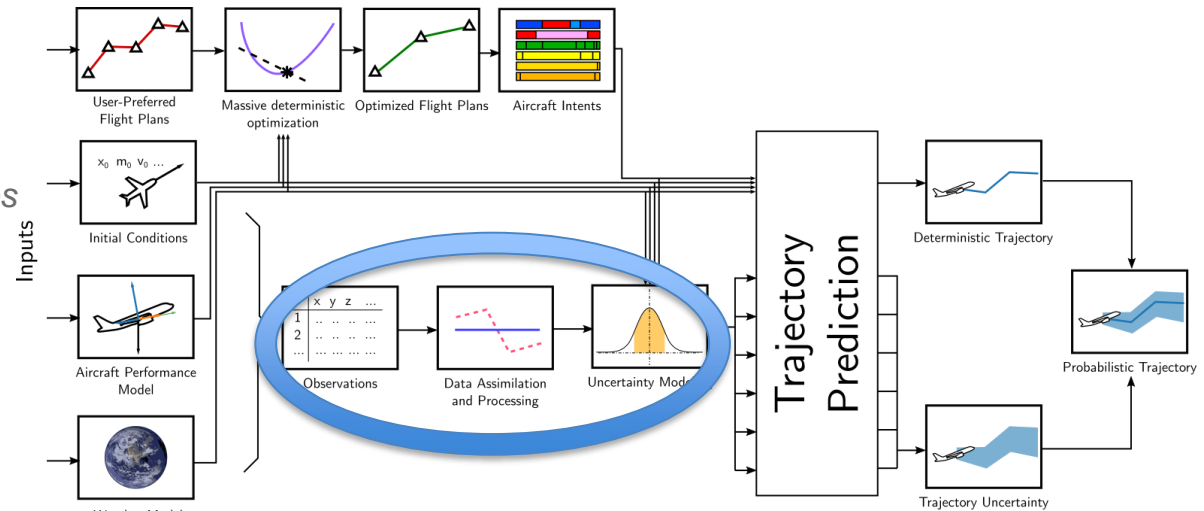 User-Preferred
Flight Plans
Massive deterministic
optimization
Optimized Flight Plans
Aircraft Intents
x₀ m₀ v₀ ...
Initial Conditions
s
Inputs
Aircraft Performance
Model
x y z ...
1 .. .. .. ...
2 .. .. .. ...
... ... ... ... ...
Observations
Data Assimilation
and Processing
Uncertainty
Trajectory
Prediction
Deterministic Trajectory
Probabilistic Trajectory
Trajectory Uncertainty